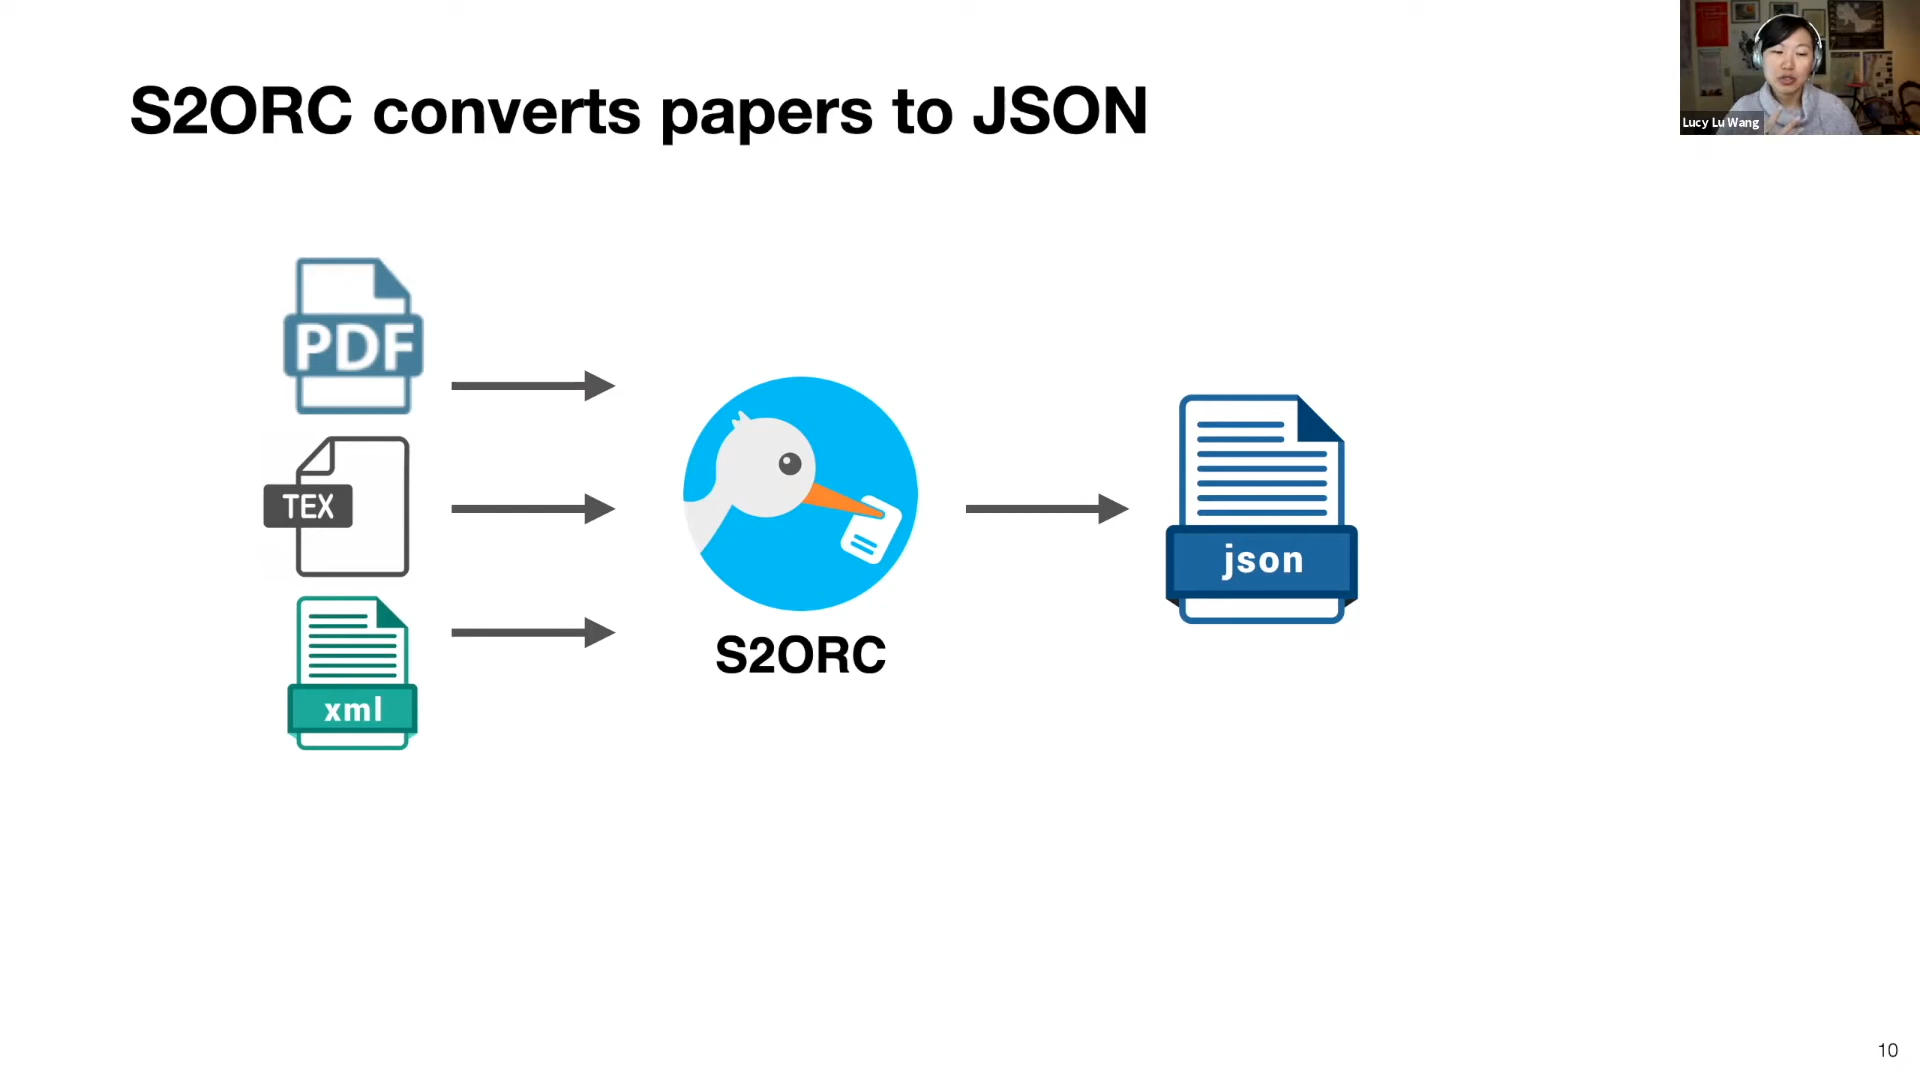 S2ORC converts papers to JSON
Lucy Lu Wang
PDF
TEX
xml
S2ORC
json
10